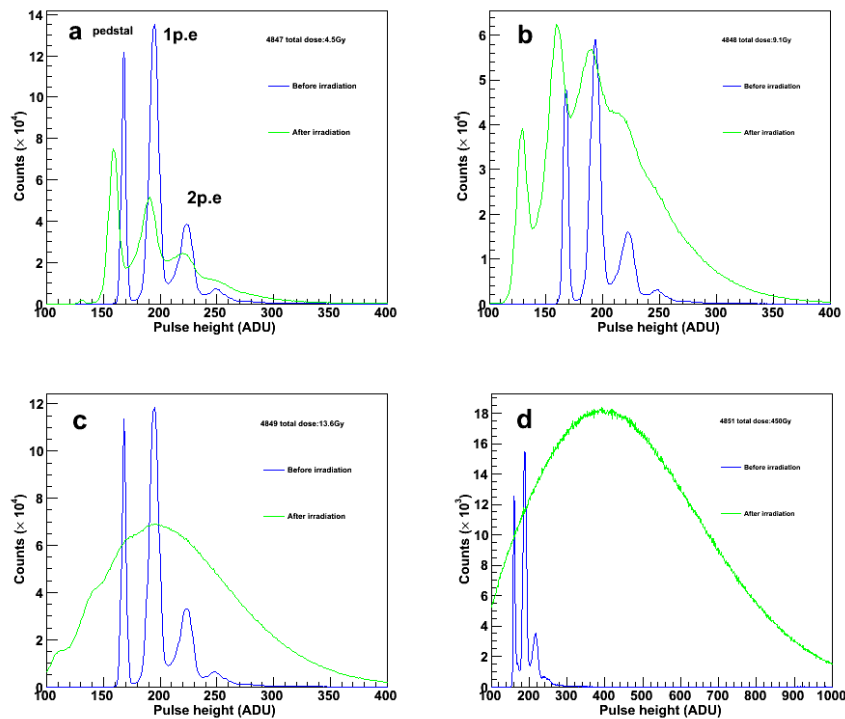 a
pedstal
1p.e
2p.e
4847 total dose:4.5Gy
Before irradiation
After irradiation
Counts (× 10⁴)
14
12
10
8
6
4
2
0
100 150 200 250 300 350 400
Pulse height (ADU)
b
4848 total dose:9.1Gy
Before irradiation
After irradiation
Counts (× 10⁴)
6
5
4
3
2
1
0
100 150 200 250 300 350 400
Pulse height (ADU)
c
4849 total dose:13.6Gy
Before irradiation
After irradiation
Counts (× 10⁴)
12
10
8
6
4
2
0
100 150 200 250 300 350 400
Pulse height (ADU)
d
4851 total dose:450Gy
Before irradiation
After irradiation
Counts (× 10³)
18
16
14
12
10
8
6
4
2
0
100 200 300 400 500 600 700 800 900 1000
Pulse height (ADU)